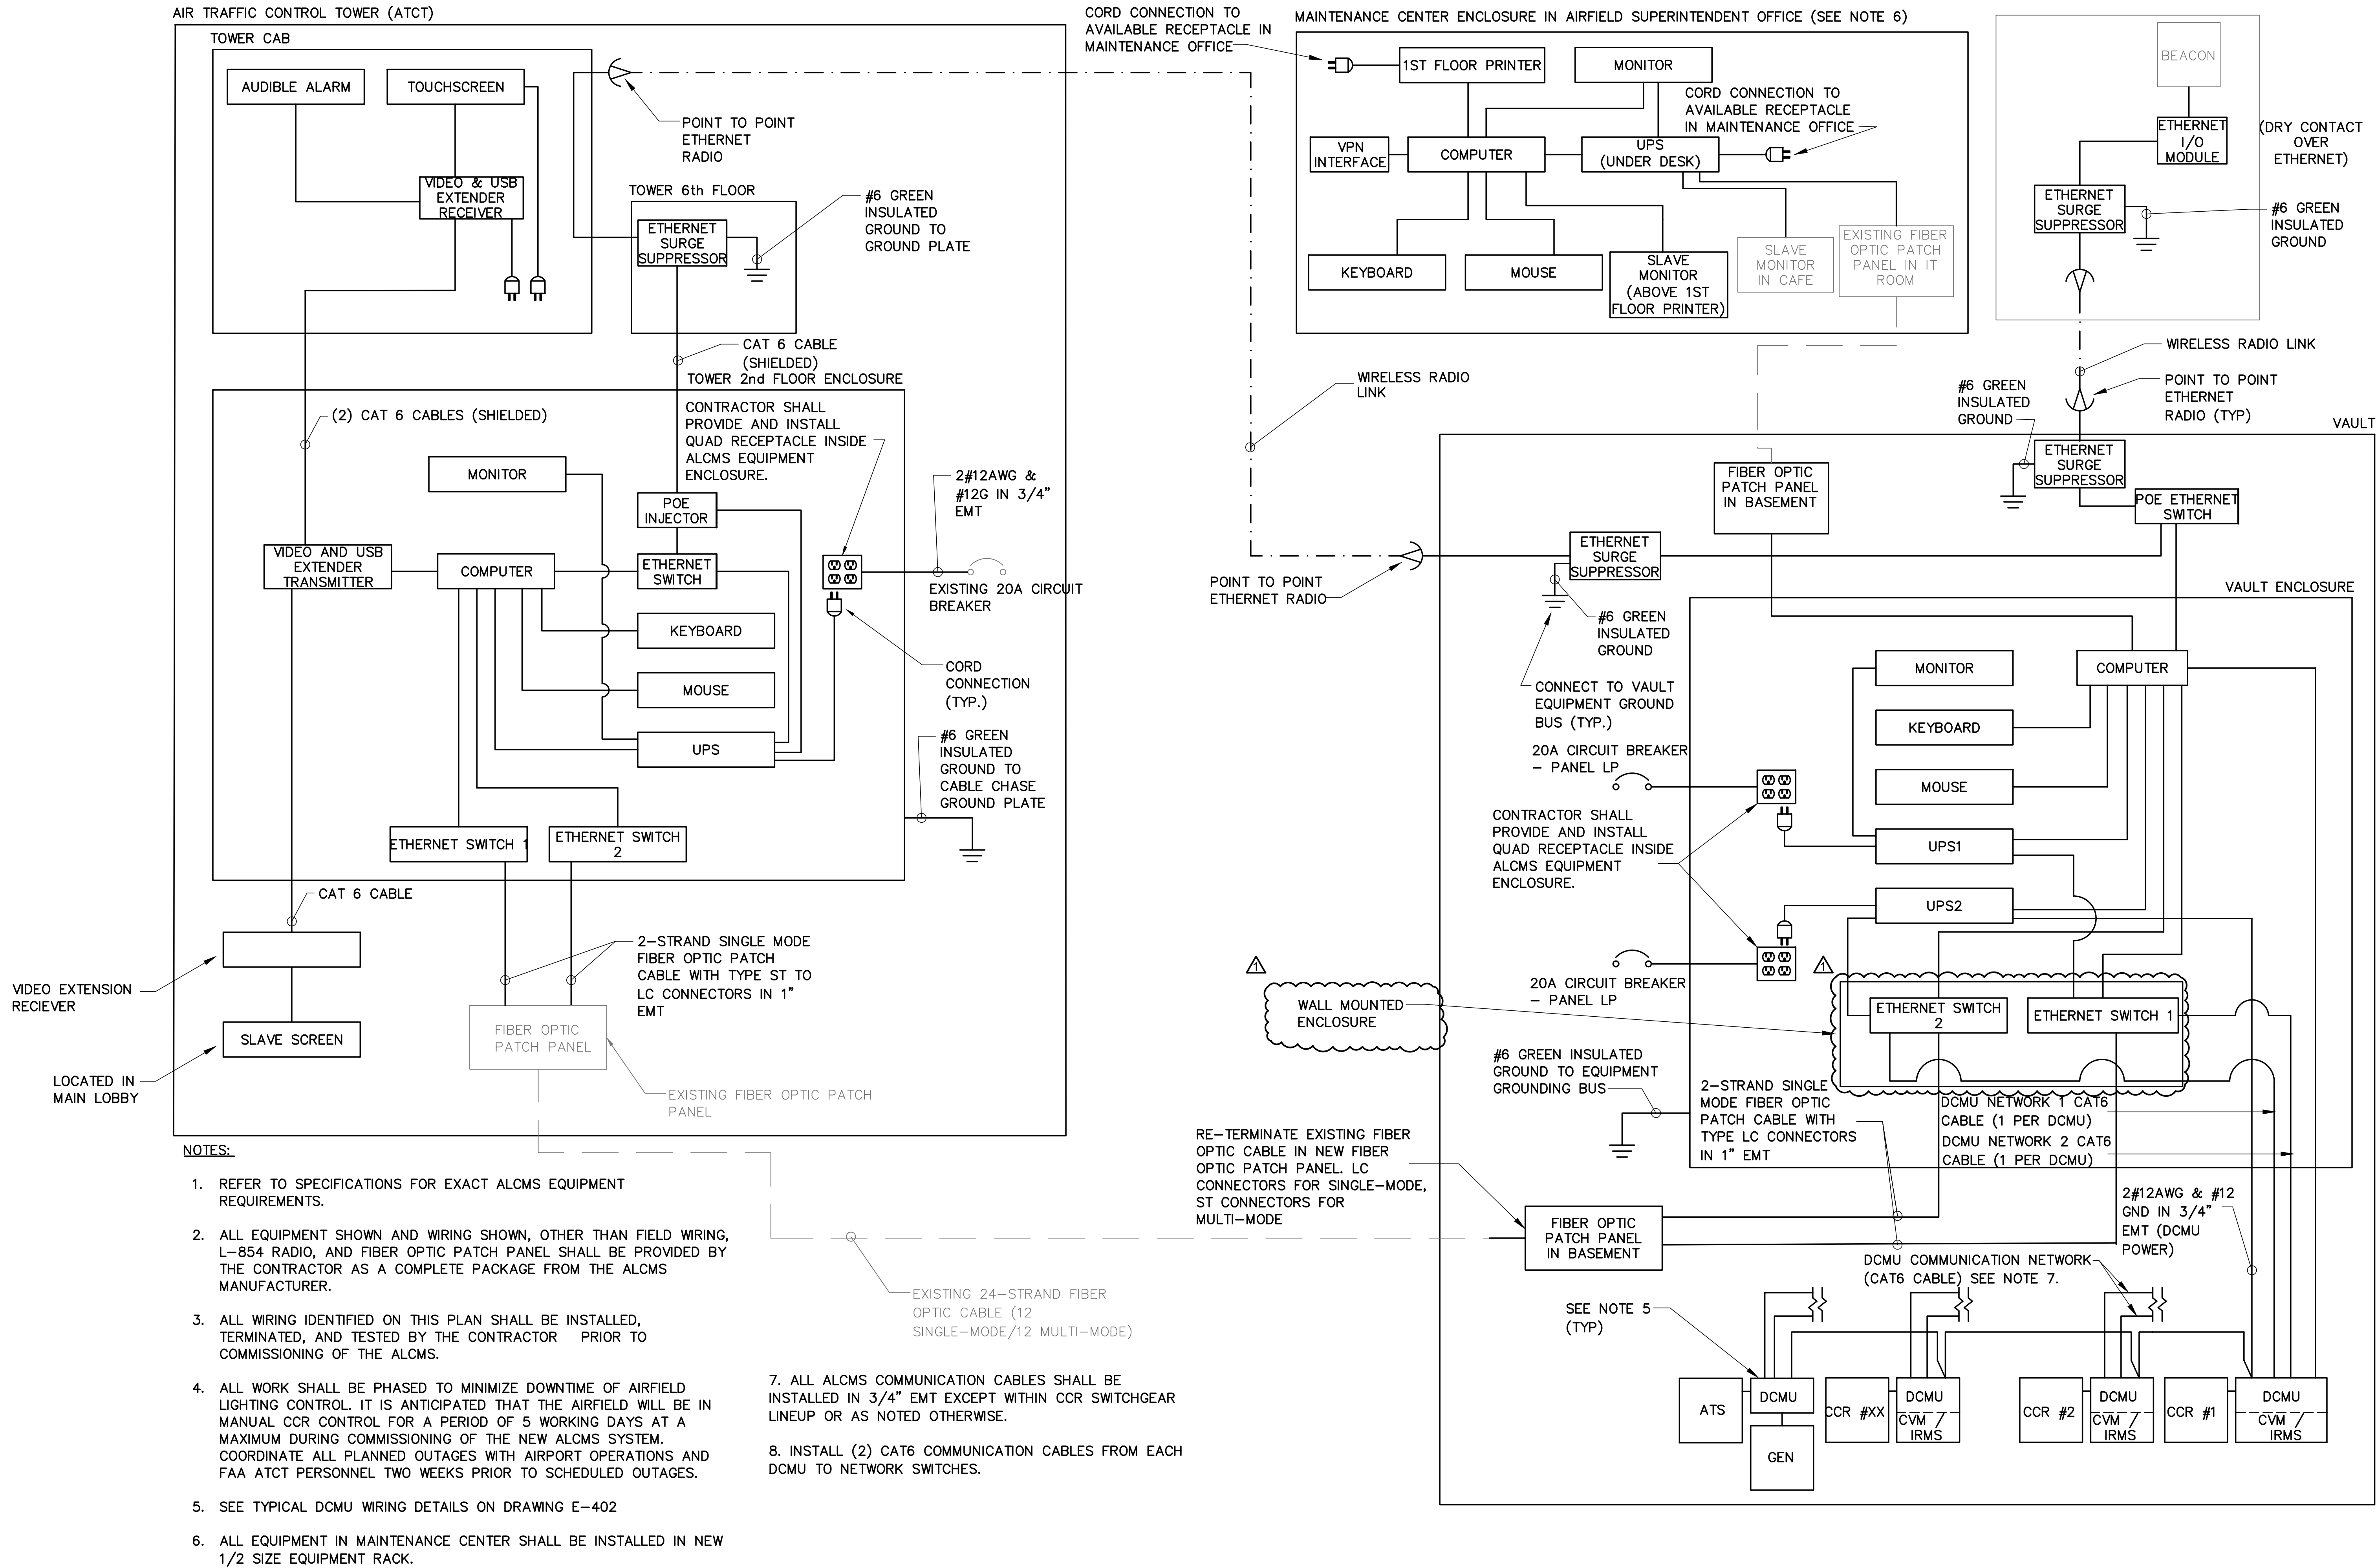 AIR TRAFFIC CONTROL TOWER (ATCT)
TOWER CAB
AUDIBLE ALARM
TOUCHSCREEN
VIDEO & USB
EXTENDER
RECEIVER
POINT TO POINT
ETHERNET
RADIO
TOWER 6th FLOOR
ETHERNET
SURGE
SUPPRESSOR
#6 GREEN
INSULATED
GROUND TO
GROUND PLATE
CAT 6 CABLE
(SHIELDED)
TOWER 2nd FLOOR ENCLOSURE
(2) CAT 6 CABLES (SHIELDED)
CONTRACTOR SHALL
PROVIDE AND INSTALL
QUAD RECEPTACLE INSIDE
ALCMS EQUIPMENT
ENCLOSURE.
MONITOR
POE
INJECTOR
2#12AWG &
#12G IN 3/4"
EMT
VIDEO AND USB
EXTENDER
TRANSMITTER
COMPUTER
ETHERNET
SWITCH
EXISTING 20A CIRCUIT
BREAKER
KEYBOARD
MOUSE
UPS
CORD
CONNECTION
(TYP.)
#6 GREEN
INSULATED
GROUND TO
CABLE CHASE
GROUND PLATE
ETHERNET SWITCH 1
ETHERNET SWITCH
2
CAT 6 CABLE
2-STRAND SINGLE MODE
FIBER OPTIC PATCH
CABLE WITH TYPE ST TO
LC CONNECTORS IN 1"
EMT
VIDEO EXTENSION
RECIEVER
SLAVE SCREEN
LOCATED IN
MAIN LOBBY
FIBER OPTIC
PATCH PANEL
EXISTING FIBER OPTIC PATCH
PANEL
CORD CONNECTION TO
AVAILABLE RECEPTACLE IN
MAINTENANCE OFFICE
MAINTENANCE CENTER ENCLOSURE IN AIRFIELD SUPERINTENDENT OFFICE (SEE NOTE 6)
1ST FLOOR PRINTER
MONITOR
CORD CONNECTION TO
AVAILABLE RECEPTACLE
IN MAINTENANCE OFFICE
VPN
INTERFACE
COMPUTER
UPS
(UNDER DESK)
KEYBOARD
MOUSE
SLAVE
MONITOR
(ABOVE 1ST
FLOOR PRINTER)
SLAVE
MONITOR
IN CAFE
EXISTING FIBER
OPTIC PATCH
PANEL IN IT
ROOM
BEACON
ETHERNET
I/O
MODULE
(DRY CONTACT
OVER
ETHERNET)
ETHERNET
SURGE
SUPPRESSOR
#6 GREEN
INSULATED
GROUND
WIRELESS RADIO LINK
POINT TO POINT
ETHERNET
RADIO (TYP)
#6 GREEN
INSULATED
GROUND
WIRELESS RADIO
LINK
VAULT
ETHERNET
SURGE
SUPPRESSOR
POE ETHERNET
SWITCH
FIBER OPTIC
PATCH PANEL
IN BASEMENT
ETHERNET
SURGE
SUPPRESSOR
POINT TO POINT
ETHERNET RADIO
#6 GREEN
INSULATED
GROUND
CONNECT TO VAULT
EQUIPMENT GROUND
BUS (TYP.)
VAULT ENCLOSURE
MONITOR
COMPUTER
KEYBOARD
MOUSE
UPS1
UPS2
20A CIRCUIT BREAKER
- PANEL LP
CONTRACTOR SHALL
PROVIDE AND INSTALL
QUAD RECEPTACLE INSIDE
ALCMS EQUIPMENT
ENCLOSURE.
20A CIRCUIT BREAKER
- PANEL LP
1
WALL MOUNTED
ENCLOSURE
1
ETHERNET SWITCH
2
ETHERNET SWITCH 1
#6 GREEN INSULATED
GROUND TO EQUIPMENT
GROUNDING BUS
2-STRAND SINGLE
MODE FIBER OPTIC
PATCH CABLE WITH
TYPE LC CONNECTORS
IN 1" EMT
DCMU NETWORK 1 CAT6
CABLE (1 PER DCMU)
DCMU NETWORK 2 CAT6
CABLE (1 PER DCMU)
RE-TERMINATE EXISTING FIBER
OPTIC CABLE IN NEW FIBER
OPTIC PATCH PANEL. LC
CONNECTORS FOR SINGLE-MODE,
ST CONNECTORS FOR
MULTI-MODE
FIBER OPTIC
PATCH PANEL
IN BASEMENT
2#12AWG & #12
GND IN 3/4"
EMT (DCMU
POWER)
DCMU COMMUNICATION NETWORK
(CAT6 CABLE) SEE NOTE 7.
SEE NOTE 5
(TYP)
EXISTING 24-STRAND FIBER
OPTIC CABLE (12
SINGLE-MODE/12 MULTI-MODE)
ATS
DCMU
GEN
CCR #XX
DCMU
CVM /
IRMS
CCR #2
DCMU
CVM /
IRMS
CCR #1
DCMU
CVM /
IRMS
NOTES:
1. REFER TO SPECIFICATIONS FOR EXACT ALCMS EQUIPMENT
REQUIREMENTS.
2. ALL EQUIPMENT SHOWN AND WIRING SHOWN, OTHER THAN FIELD WIRING,
L-854 RADIO, AND FIBER OPTIC PATCH PANEL SHALL BE PROVIDED BY
THE CONTRACTOR AS A COMPLETE PACKAGE FROM THE ALCMS
MANUFACTURER.
3. ALL WIRING IDENTIFIED ON THIS PLAN SHALL BE INSTALLED,
TERMINATED, AND TESTED BY THE CONTRACTOR PRIOR TO
COMMISSIONING OF THE ALCMS.
4. ALL WORK SHALL BE PHASED TO MINIMIZE DOWNTIME OF AIRFIELD
LIGHTING CONTROL. IT IS ANTICIPATED THAT THE AIRFIELD WILL BE IN
MANUAL CCR CONTROL FOR A PERIOD OF 5 WORKING DAYS AT A
MAXIMUM DURING COMMISSIONING OF THE NEW ALCMS SYSTEM.
COORDINATE ALL PLANNED OUTAGES WITH AIRPORT OPERATIONS AND
FAA ATCT PERSONNEL TWO WEEKS PRIOR TO SCHEDULED OUTAGES.
5. SEE TYPICAL DCMU WIRING DETAILS ON DRAWING E-402
6. ALL EQUIPMENT IN MAINTENANCE CENTER SHALL BE INSTALLED IN NEW
1/2 SIZE EQUIPMENT RACK.
7. ALL ALCMS COMMUNICATION CABLES SHALL BE
INSTALLED IN 3/4" EMT EXCEPT WITHIN CCR SWITCHGEAR
LINEUP OR AS NOTED OTHERWISE.
8. INSTALL (2) CAT6 COMMUNICATION CABLES FROM EACH
DCMU TO NETWORK SWITCHES.